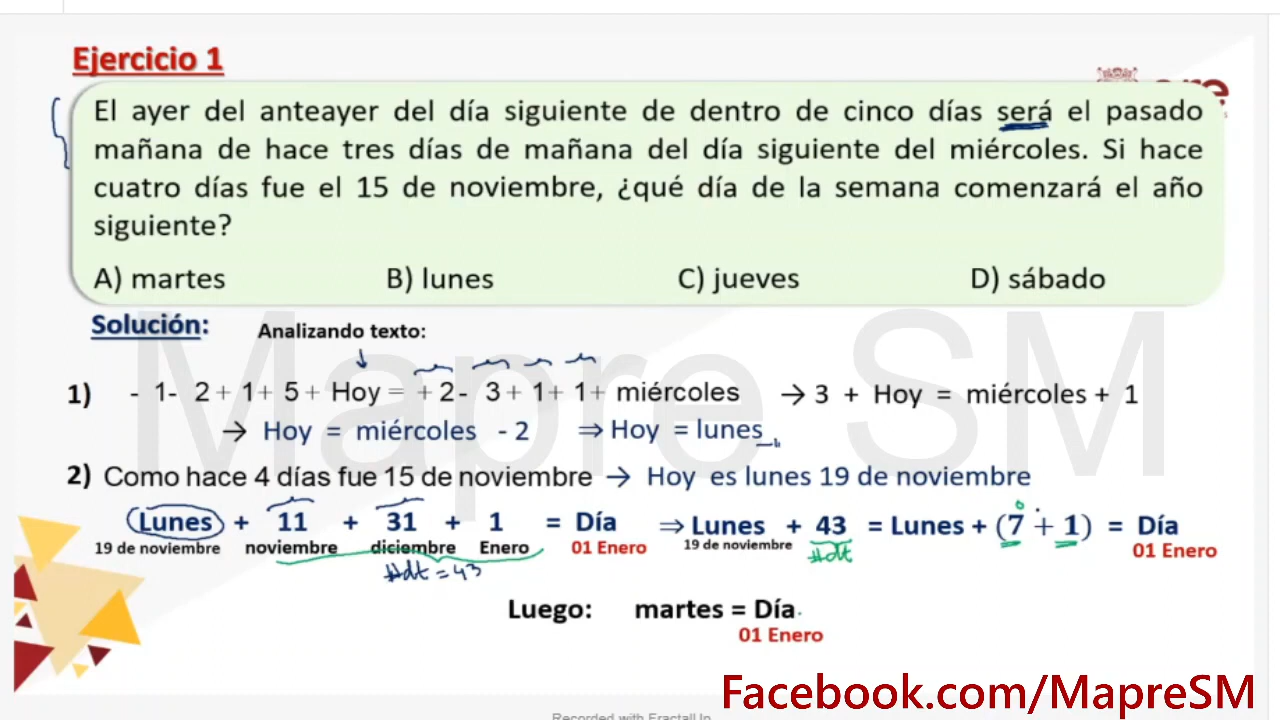 Ejercicio 1
El ayer del anteayer del día siguiente de dentro de cinco días será el pasado
mañana de hace tres días de mañana del día siguiente del miércoles. Si hace
cuatro días fue el 15 de noviembre, ¿qué día de la semana comenzará el año
siguiente?
A) martes B) lunes C) jueves D) sábado
Solución: Analizando texto:
1) - 1- 2 + 1+ 5 + Hoy = + 2 - 3 + 1 + 1 + miércoles → 3 + Hoy = miércoles + 1
→ Hoy = miércoles - 2 ⇒ Hoy = lunes
2) Como hace 4 días fue 15 de noviembre → Hoy es lunes 19 de noviembre
Lunes + 11 + 31 + 1 = Día ⇒ Lunes + 43 = Lunes + (7 + 1) = Día
19 de noviembre noviembre diciembre Enero 01 Enero 19 de noviembre #dt 01 Enero
#dt = 43
Luego: martes = Día
01 Enero
Mapre SM
Facebook.com/MapreSM